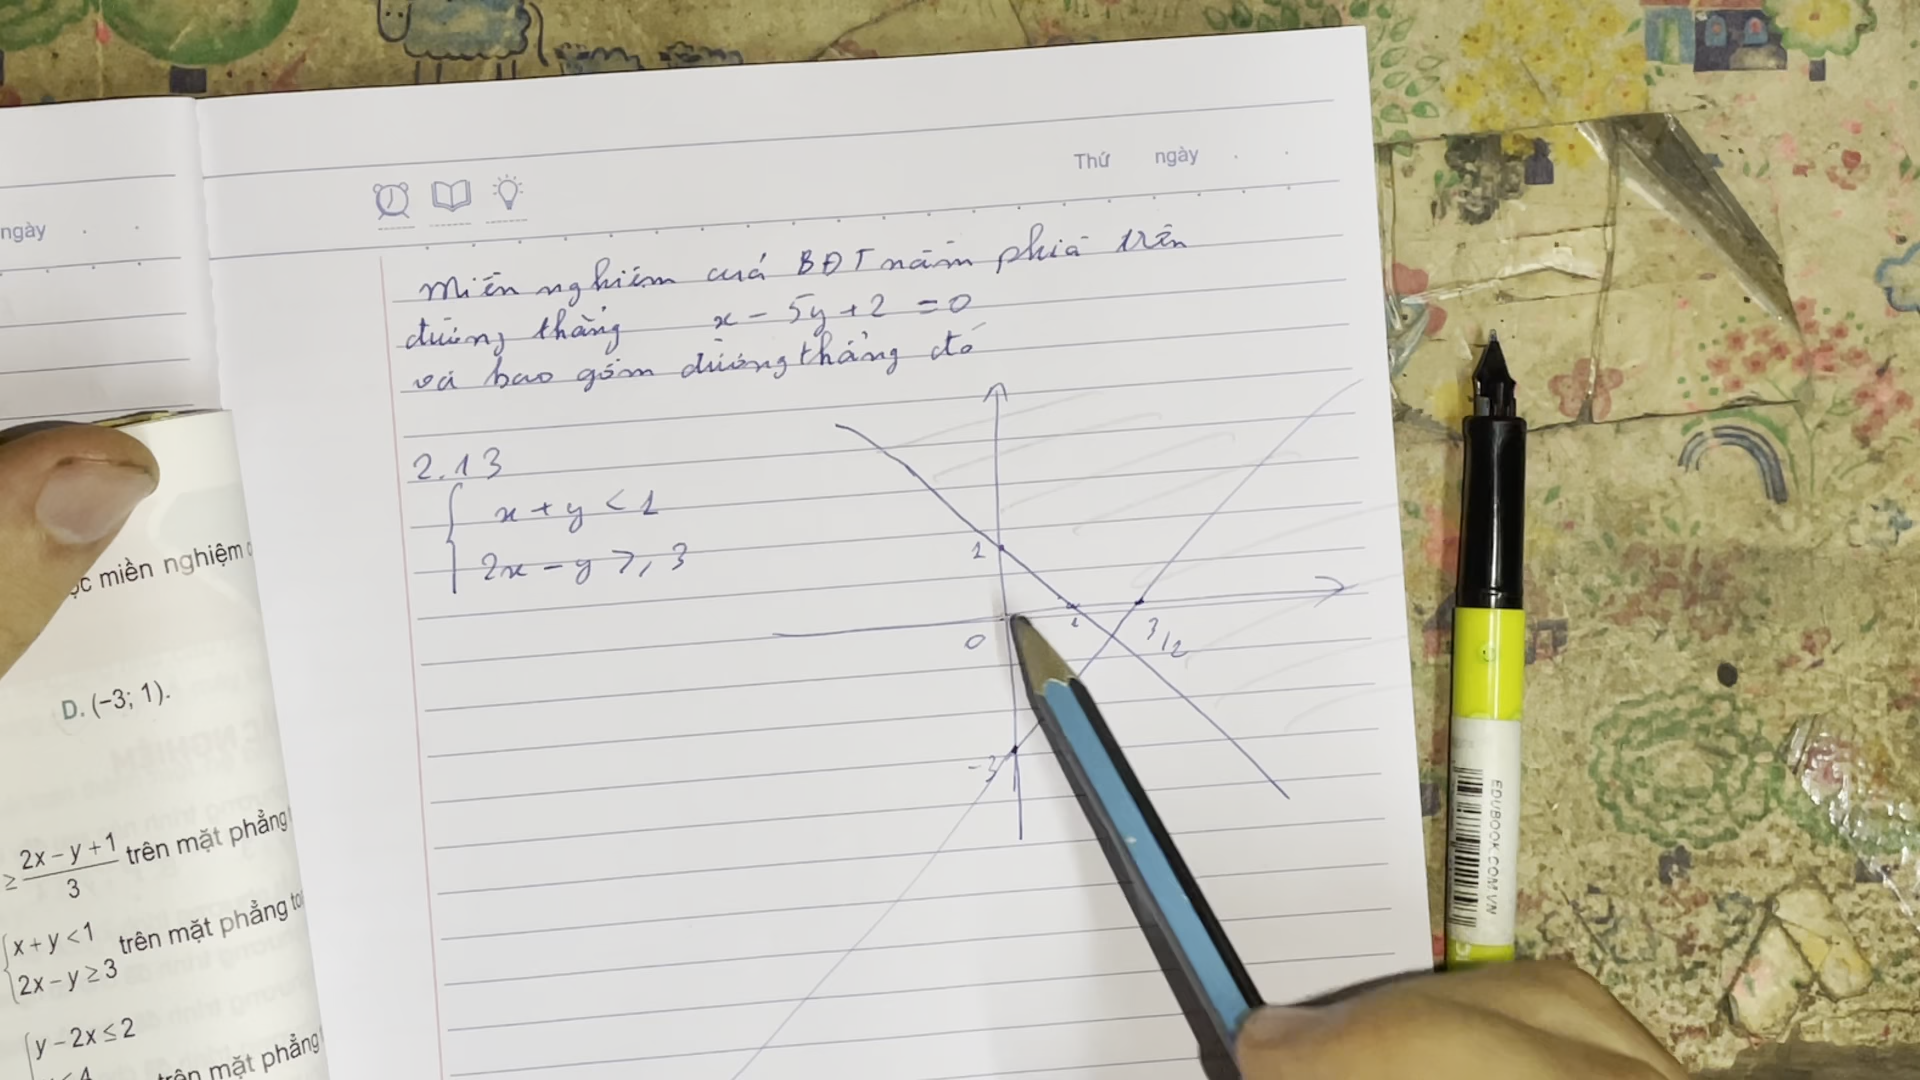 Thứ ngày
ngày
Miền nghiệm của BĐT nằm phía trên
đường thẳng x - 5y + 2 = 0
và bao gồm đường thẳng đó
2.13
x + y < 1
2x - y ≥ 3
1
0
1
3/2
-3
miền nghiệm
D. (−3; 1).
≥ 2x − y + 1 / 3 trên mặt phẳng
x + y < 1
2x − y ≥ 3
trên mặt phẳng
y − 2x ≤ 2
trên mặt phẳng
EDUBOOK.COM.VN